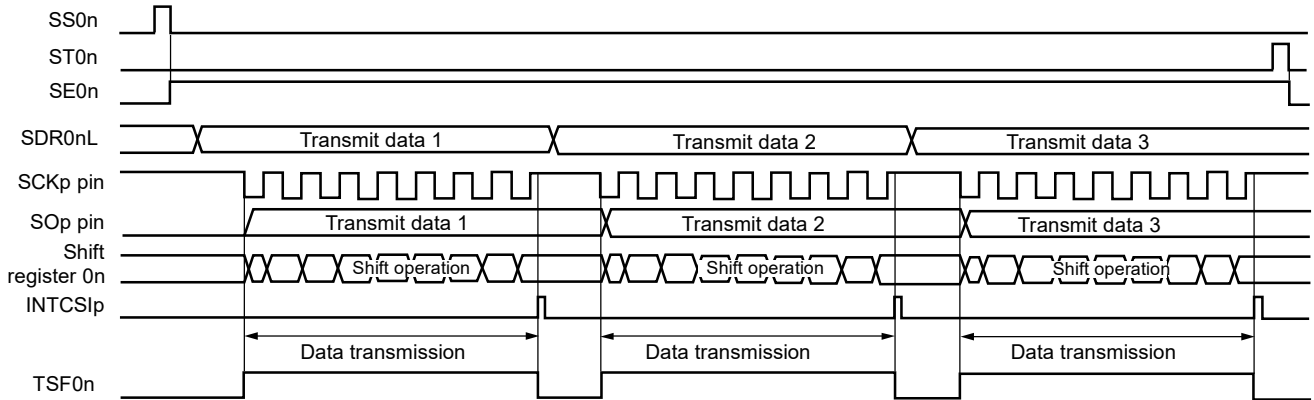 SS0n
ST0n
SE0n
SDR0nL Transmit data 1 Transmit data 2 Transmit data 3
SCKp pin
SOp pin Transmit data 1 Transmit data 2 Transmit data 3
Shift
register 0n Shift operation Shift operation Shift operation
INTCSIp
Data transmission Data transmission Data transmission
TSF0n